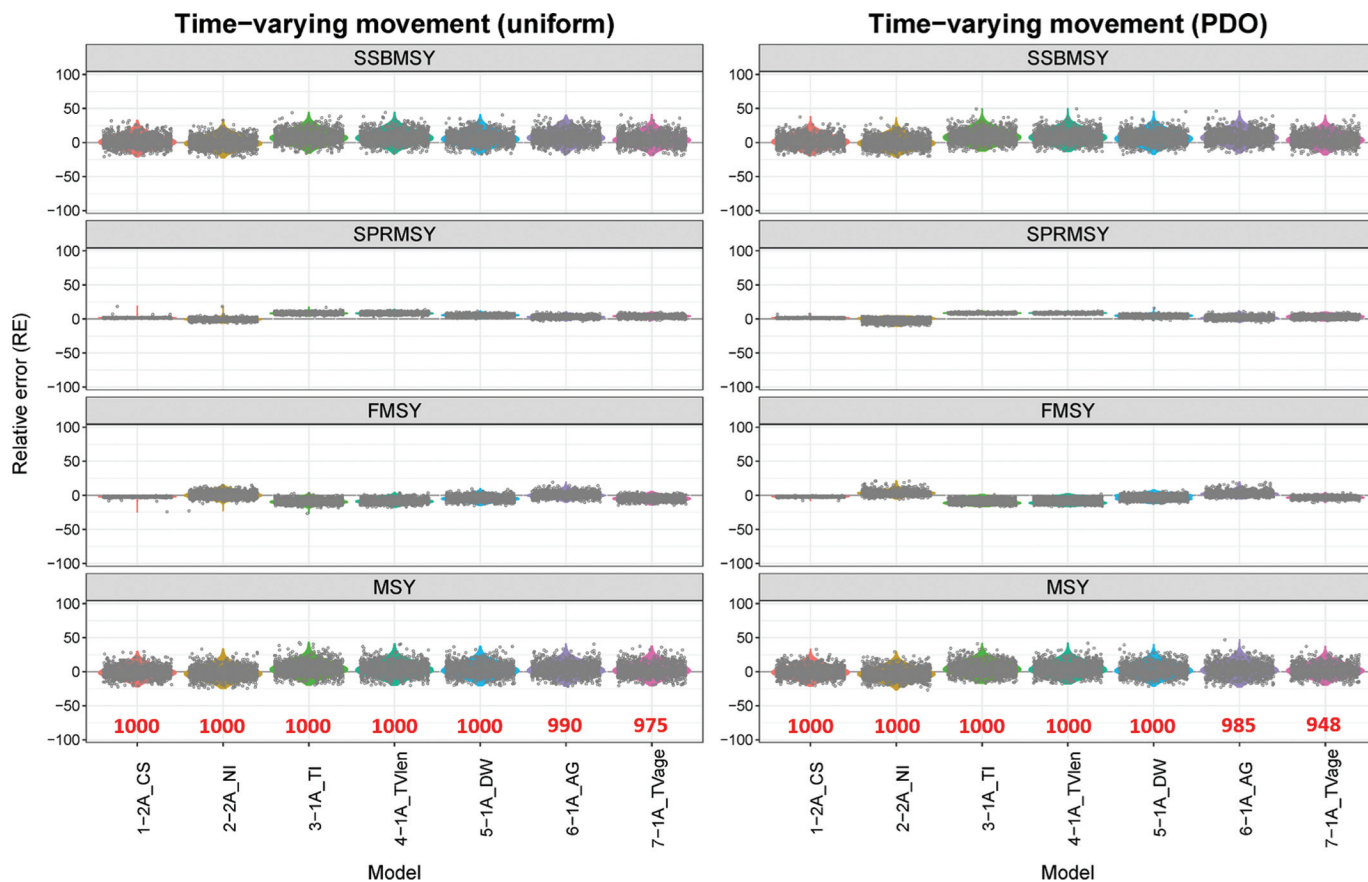 Time−varying movement (uniform)
SSBMSY
100
50
0
−50
−100
SPRMSY
100
50
0
−50
−100
FMSY
100
50
0
−50
−100
MSY
100
50
0
−50
−100
1000 1000 1000 1000 1000 990 975
1−2A_CS
2−2A_NI
3−1A_TI
4−1A_TVlen
5−1A_DW
6−1A_AG
7−1A_TVage
Model
Relative error (RE)
Time−varying movement (PDO)
SSBMSY
100
50
0
−50
−100
SPRMSY
100
50
0
−50
−100
FMSY
100
50
0
−50
−100
MSY
100
50
0
−50
−100
1000 1000 1000 1000 1000 985 948
1−2A_CS
2−2A_NI
3−1A_TI
4−1A_TVlen
5−1A_DW
6−1A_AG
7−1A_TVage
Model